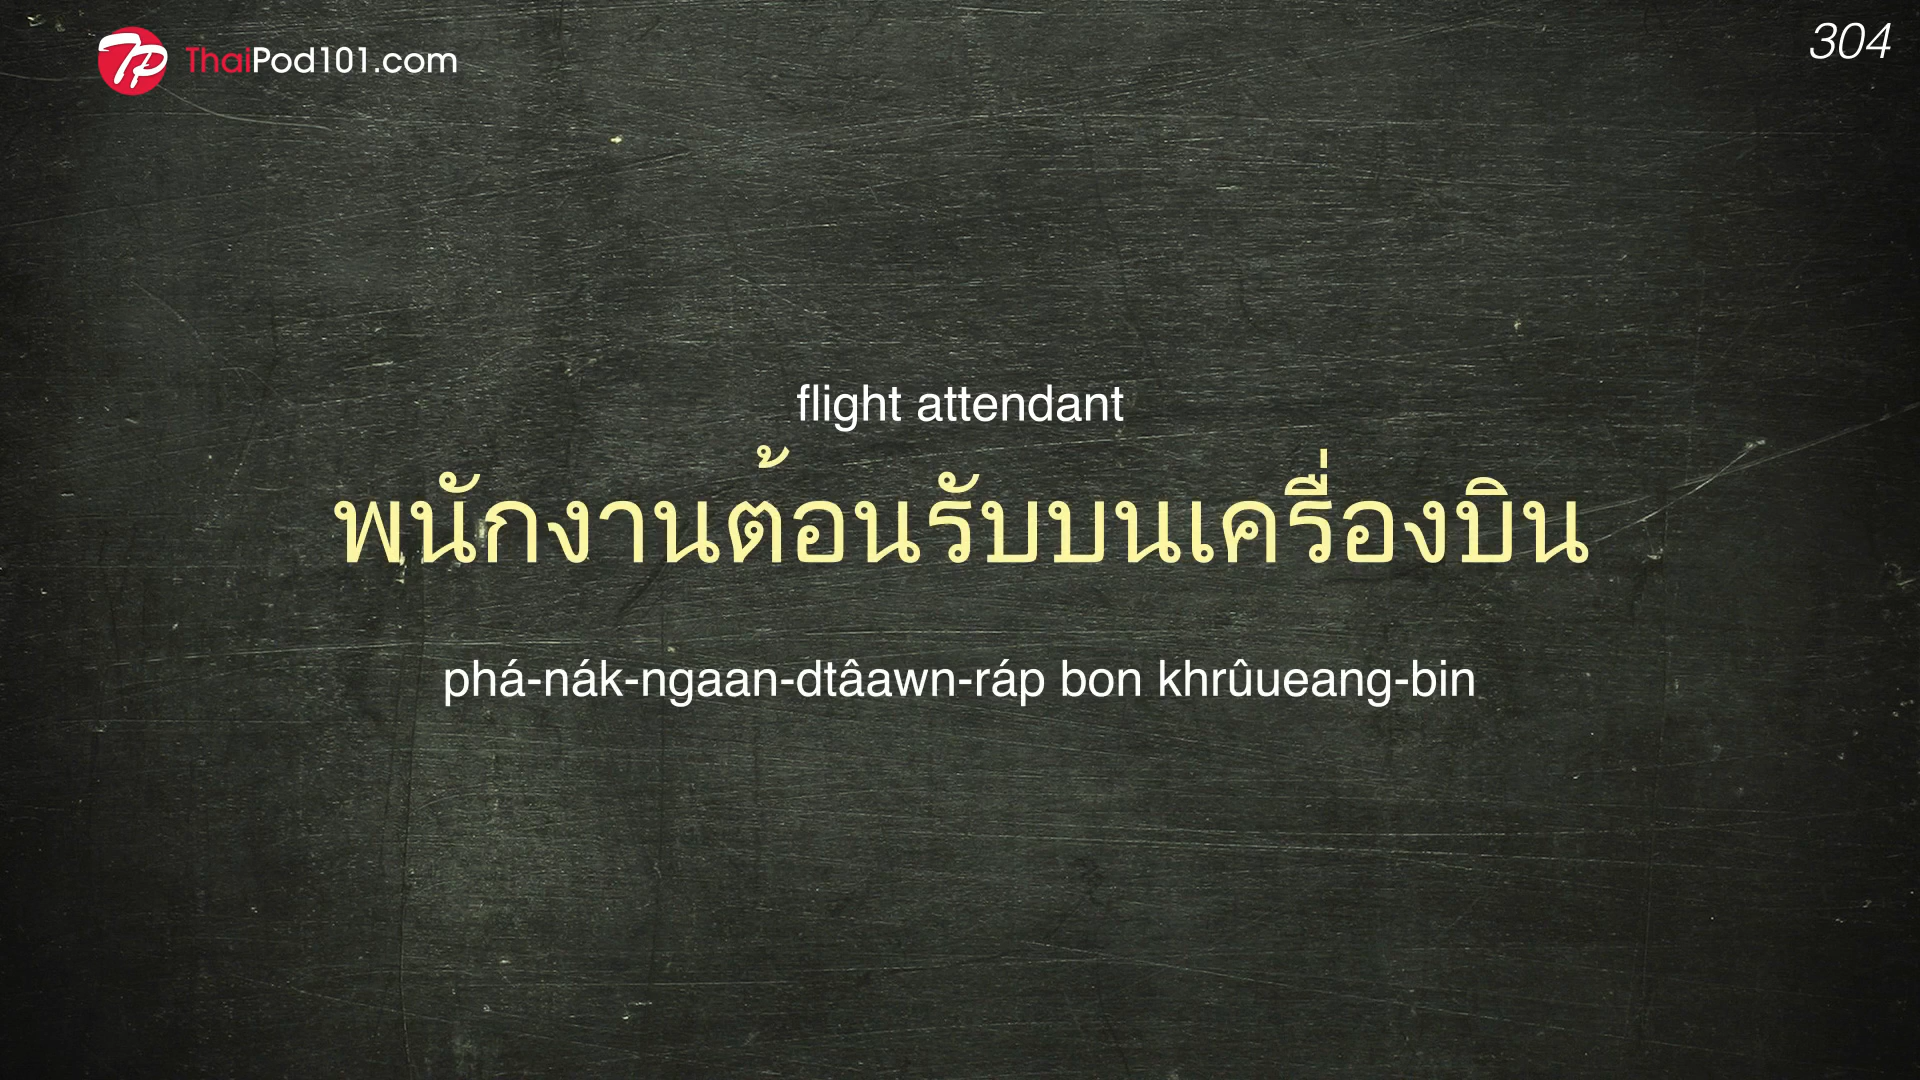 ThaiPod101.com
304
flight attendant
พนักงานต้อนรับบนเครื่องบิน
phá-nák-ngaan-dtâawn-ráp bon khrûueang-bin